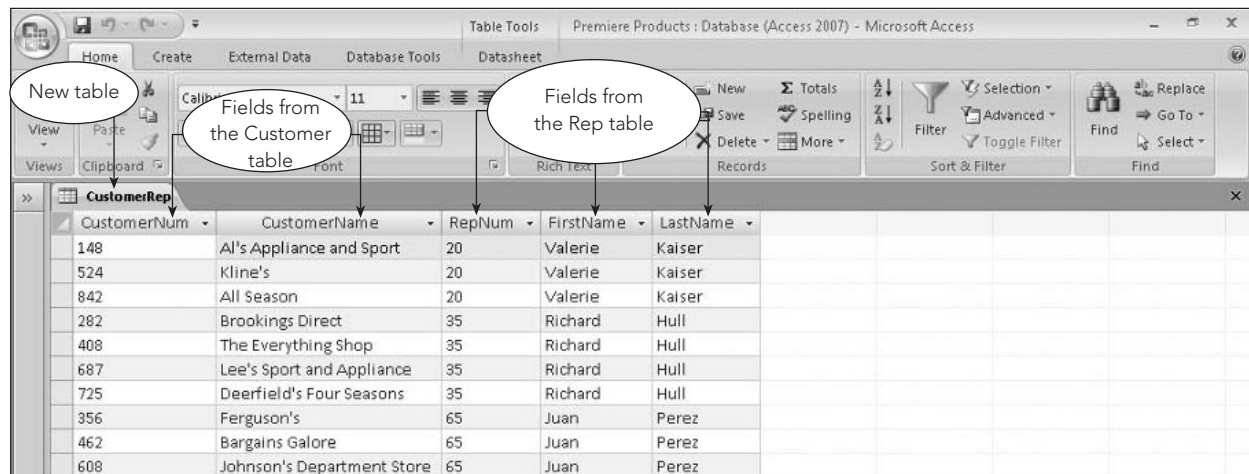 Table Tools Premiere Products : Database (Access 2007) - Microsoft Access
Home Create External Data Database Tools Datasheet
New table
Fields from
the Customer
table
Fields from
the Rep table
View
Views
Paste
Clipboard
11
Font
Rich Text
New
Save
Delete
Totals
Spelling
More
Records
Filter
Selection
Advanced
Toggle Filter
Sort & Filter
Find
Replace
Go To
Select
Find
CustomerRep
CustomerNum CustomerName RepNum FirstName LastName
148 Al's Appliance and Sport 20 Valerie Kaiser
524 Kline's 20 Valerie Kaiser
842 All Season 20 Valerie Kaiser
282 Brookings Direct 35 Richard Hull
408 The Everything Shop 35 Richard Hull
687 Lee's Sport and Appliance 35 Richard Hull
725 Deerfield's Four Seasons 35 Richard Hull
356 Ferguson's 65 Juan Perez
462 Bargains Galore 65 Juan Perez
608 Johnson's Department Store 65 Juan Perez